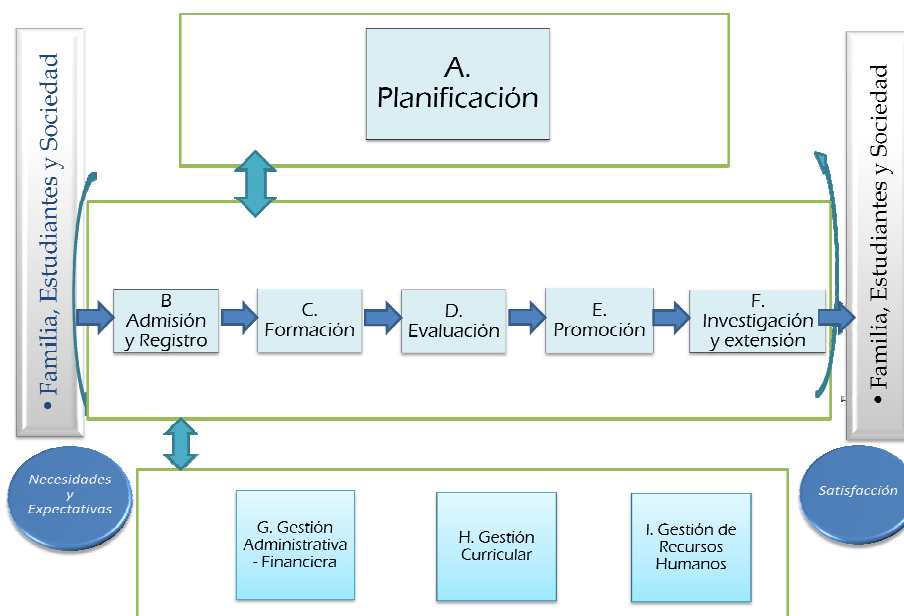 • Familia, Estudiantes y Sociedad
A.
Planificación
• Familia, Estudiantes y Sociedad
B
Admisión
y Registro
C.
Formación
D.
Evaluación
E.
Promoción
F.
Investigación
y extensión
Necesidades
y
Expectativas
Satisfacción
G. Gestión
Administrativa
- Financiera
H. Gestión
Curricular
I. Gestión de
Recursos
Humanos